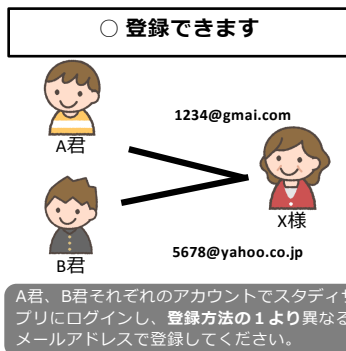 ○ 登録できます
1234@gmai.com
A君
X様
5678@yahoo.co.jp
B君
A君、B君それぞれのアカウントでスタディサ
プリにログインし、登録方法の１より異なる
メールアドレスで登録してください。